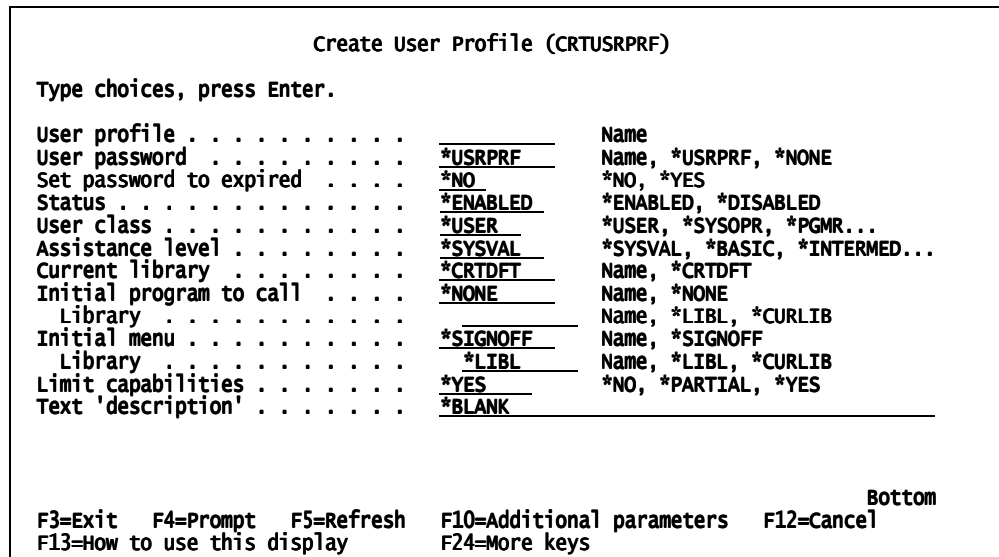 Create User Profile (CRTUSRPRF)
Type choices, press Enter.
User profile . . . . . . . . . . Name
User password . . . . . . . . . *USRPRF Name, *USRPRF, *NONE
Set password to expired . . . . *NO *NO, *YES
Status . . . . . . . . . . . . . *ENABLED *ENABLED, *DISABLED
User class . . . . . . . . . . . *USER *USER, *SYSOPR, *PGMR...
Assistance level . . . . . . . . *SYSVAL *SYSVAL, *BASIC, *INTERMED...
Current library . . . . . . . . *CRTDFT Name, *CRTDFT
Initial program to call . . . . *NONE Name, *NONE
Library . . . . . . . . . . . Name, *LIBL, *CURLIB
Initial menu . . . . . . . . . . *SIGNOFF Name, *SIGNOFF
Library . . . . . . . . . . . *LIBL Name, *LIBL, *CURLIB
Limit capabilities . . . . . . . *YES *NO, *PARTIAL, *YES
Text 'description' . . . . . . . *BLANK
Bottom
F3=Exit F4=Prompt F5=Refresh F10=Additional parameters F12=Cancel
F13=How to use this display F24=More keys